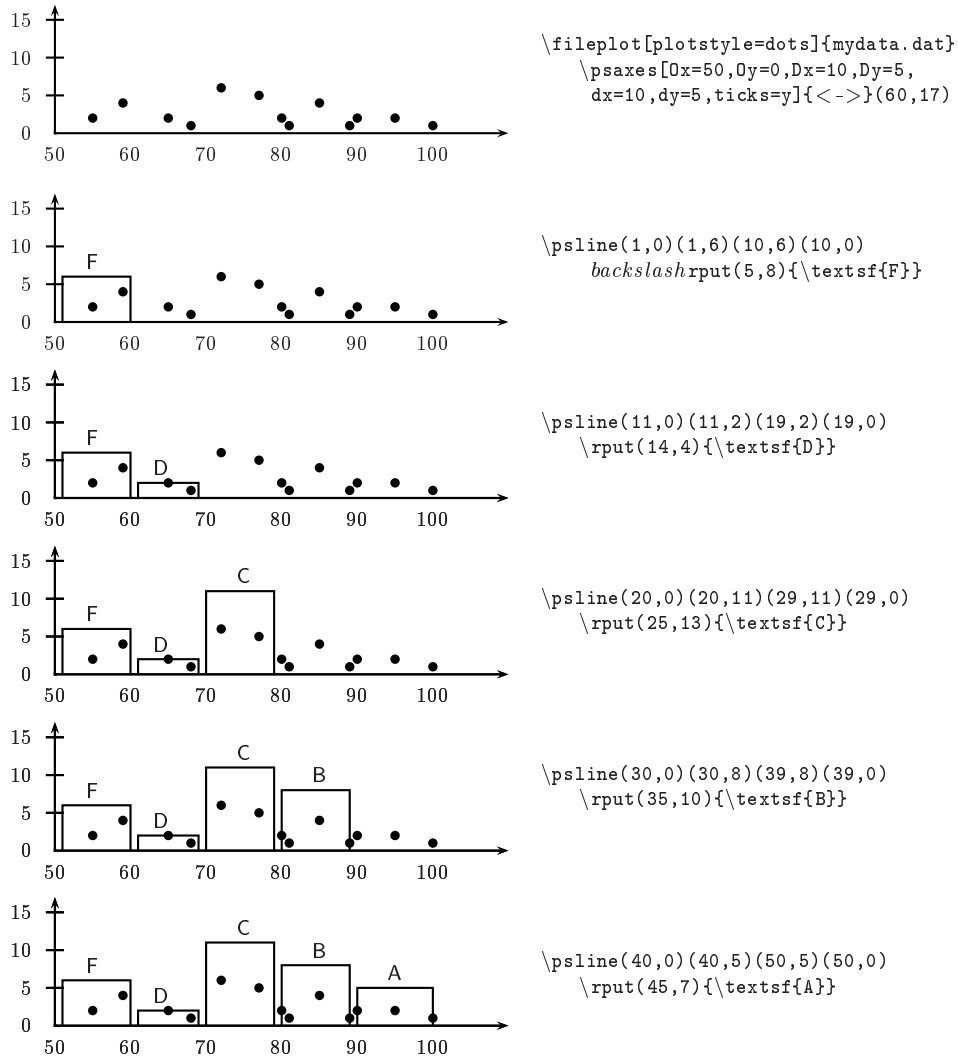 15
10
5
0
50 60 70 80 90 100
\fileplot[plotstyle=dots]{mydata.dat}
\psaxes[Ox=50,Oy=0,Dx=10,Dy=5,
dx=10,dy=5,ticks=y]{<->}(60,17)
15
10
F
5
0
50 60 70 80 90 100
\psline(1,0)(1,6)(10,6)(10,0)
backslashrput(5,8){\textsf{F}}
15
10
F
5
D
0
50 60 70 80 90 100
\psline(11,0)(11,2)(19,2)(19,0)
\rput(14,4){\textsf{D}}
15
C
10
F
5
D
0
50 60 70 80 90 100
\psline(20,0)(20,11)(29,11)(29,0)
\rput(25,13){\textsf{C}}
15
C
10
B
F
5
D
0
50 60 70 80 90 100
\psline(30,0)(30,8)(39,8)(39,0)
\rput(35,10){\textsf{B}}
15
C
10
B
F
A
5
D
0
50 60 70 80 90 100
\psline(40,0)(40,5)(50,5)(50,0)
\rput(45,7){\textsf{A}}